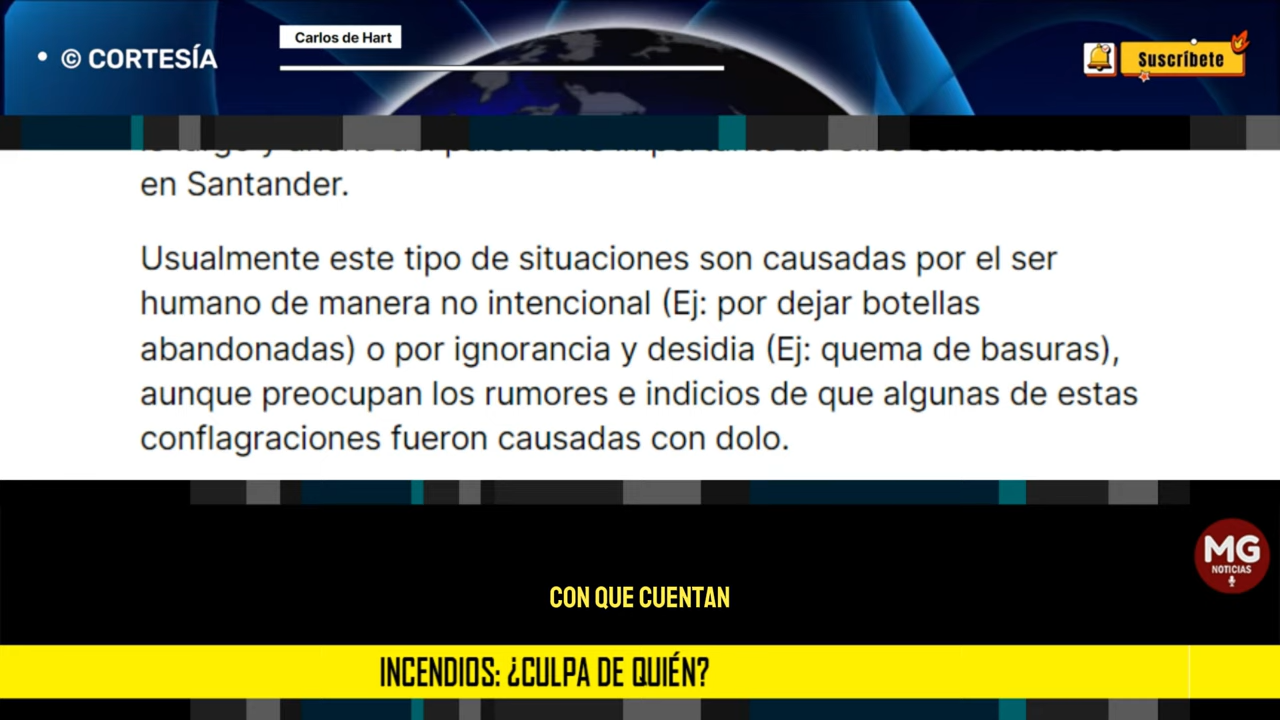 • © CORTESÍA
Carlos de Hart
Suscríbete
en Santander.
Usualmente este tipo de situaciones son causadas por el ser
humano de manera no intencional (Ej: por dejar botellas
abandonadas) o por ignorancia y desidia (Ej: quema de basuras),
aunque preocupan los rumores e indicios de que algunas de estas
conflagraciones fueron causadas con dolo.
MG
NOTICIAS
CON QUE CUENTAN
INCENDIOS: ¿CULPA DE QUIÉN?